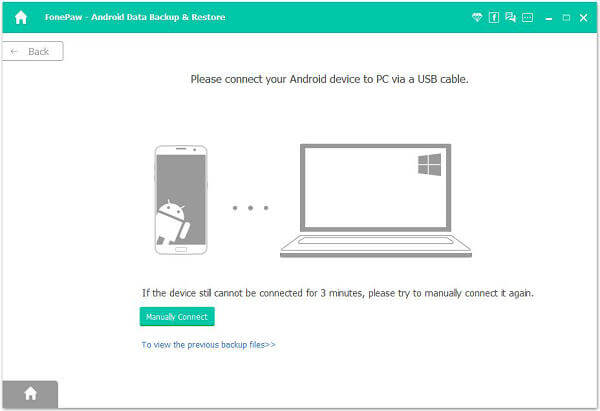 FonePaw - Android Data Backup & Restore
Back
Please connect your Android device to PC via a USB cable.
If the device still cannot be connected for 3 minutes, please try to manually connect it again.
Manually Connect
To view the previous backup files>>